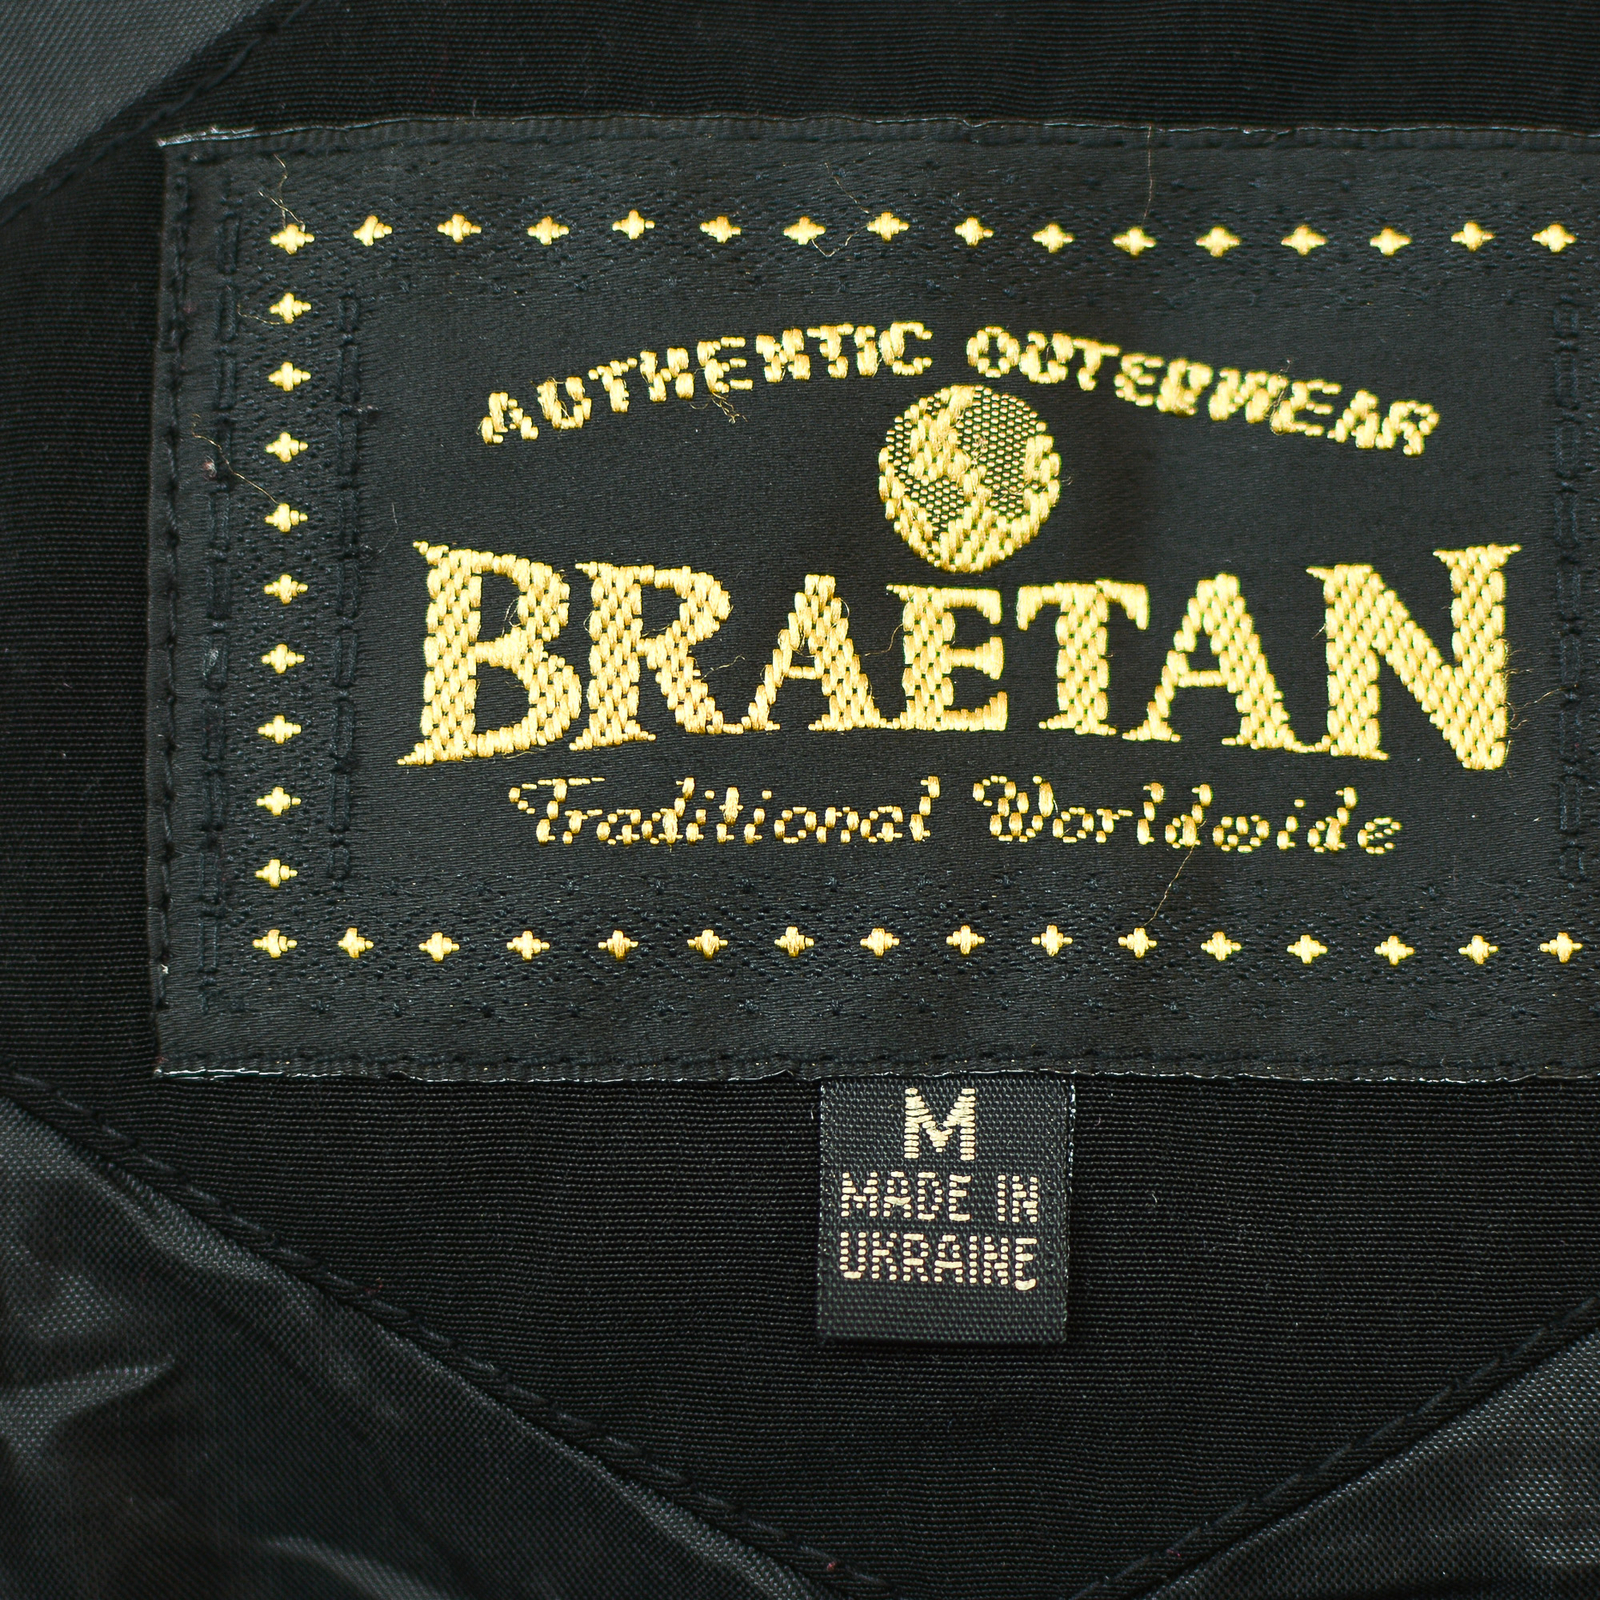 AUTHENTIC OUTERWEAR
BRAETAN
Traditional Worldwide
M
MADE IN
UKRAINE